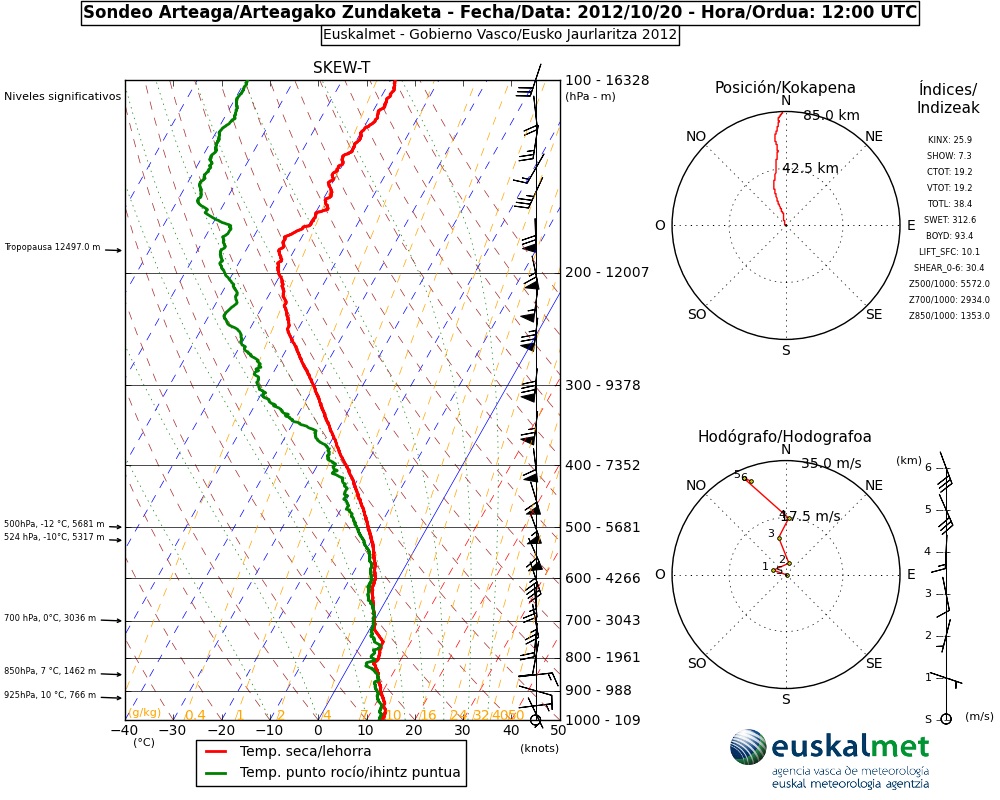 Sondeo Arteaga/Arteagako Zundaketa - Fecha/Data: 2012/10/20 - Hora/Ordua: 12:00 UTC
Euskalmet - Gobierno Vasco/Eusko Jaurlaritza 2012
SKEW-T
Niveles significativos
100 - 16328
(hPa - m)
Tropopausa 12497.0 m
200 - 12007
300 - 9378
400 - 7352
500hPa, -12 °C, 5681 m
500 - 5681
524 hPa, -10°C, 5317 m
600 - 4266
700 hPa, 0°C, 3036 m
700 - 3043
800 - 1961
850hPa, 7 °C, 1462 m
900 - 988
925hPa, 10 °C, 766 m
(g/kg) 0.4 1 2 4 7 10 16 24 32 40 50
1000 - 109
−40 −30 −20 −10 0 10 20 30 40 50
(°C)
(knots)
Temp. seca/lehorra
Temp. punto rocío/ihintz puntua
Posición/Kokapena
N
85.0 km
NO
NE
42.5 km
O
E
SO
SE
S
Índices/
Indizeak
KINX: 25.9
SHOW: 7.3
CTOT: 19.2
VTOT: 19.2
TOTL: 38.4
SWET: 312.6
BOYD: 93.4
LIFT_SFC: 10.1
SHEAR_0-6: 30.4
Z500/1000: 5572.0
Z700/1000: 2934.0
Z850/1000: 1353.0
Hodógrafo/Hodografoa
N
35.0 m/s
NO
NE
5 6
4
17.5 m/s
3
2
1
S
O
E
SO
SE
S
(km)
6
5
4
3
2
1
S
(m/s)
euskalmet
agencia vasca de meteorología
euskal meteorologia agentzia